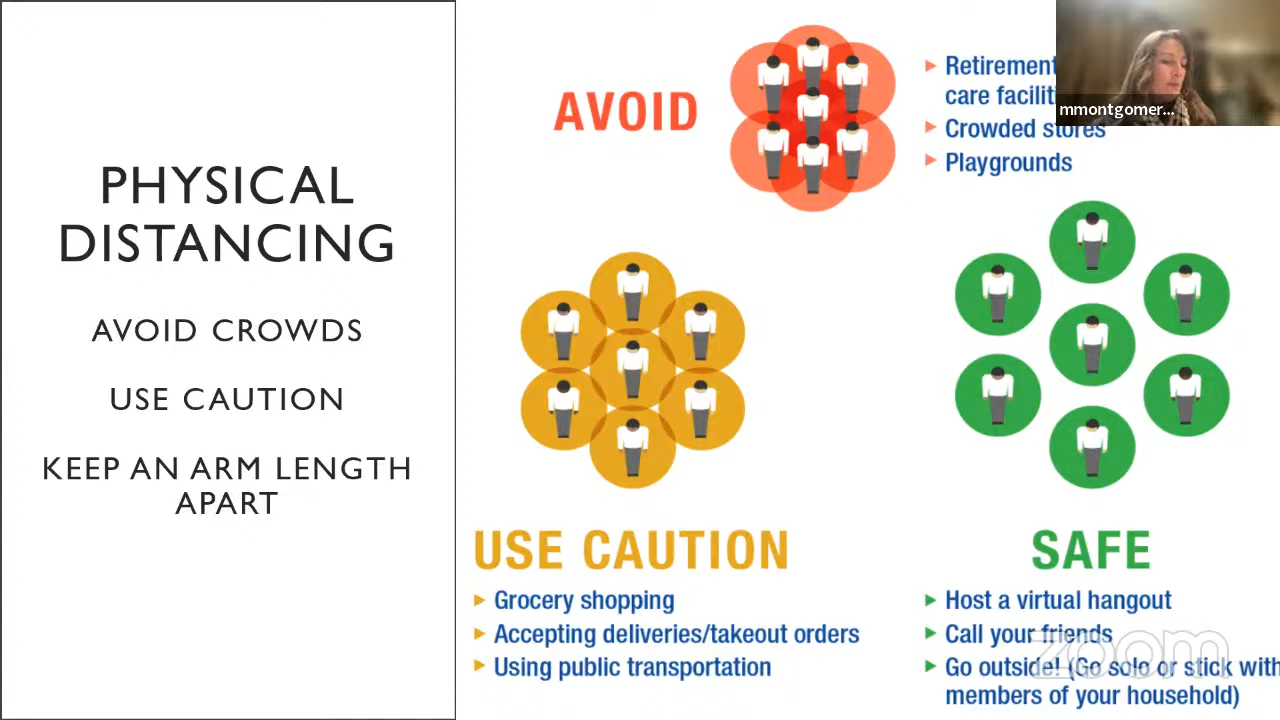 PHYSICAL
DISTANCING
AVOID CROWDS
USE CAUTION
KEEP AN ARM LENGTH
APART
AVOID
Retirement
care
Crowded stores
Playgrounds
mmontgomer...
USE CAUTION
Grocery shopping
Accepting deliveries/takeout orders
Using public transportation
SAFE
Host a virtual hangout
Call your friends
Go outside! (Go solo or stick with
members of your household)
zoom